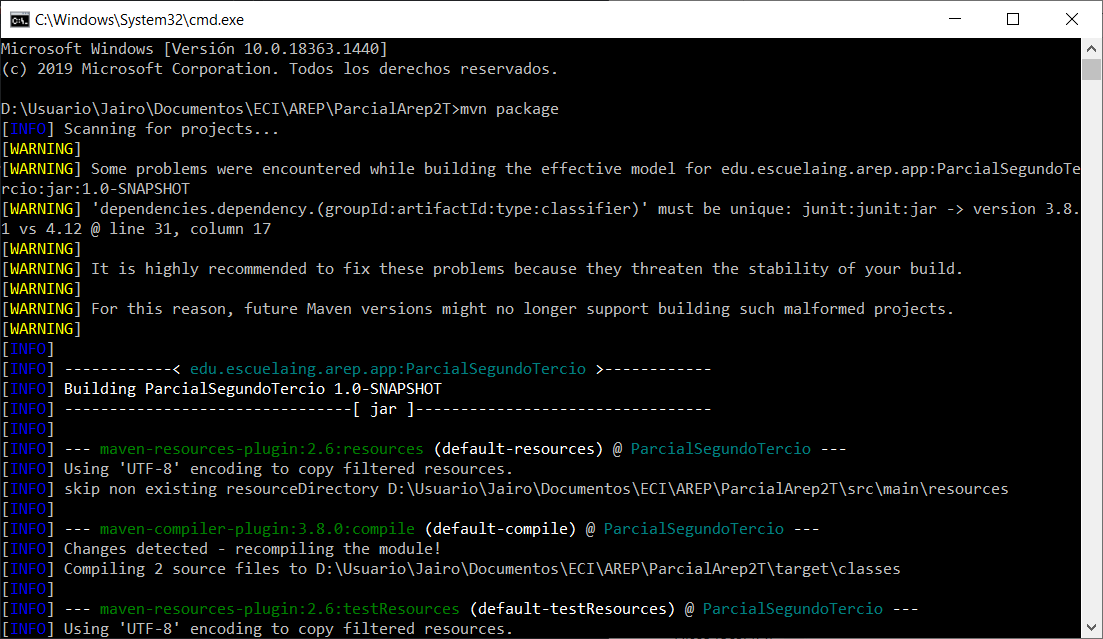 C:\Windows\System32\cmd.exe
Microsoft Windows [Versión 10.0.18363.1440]
(c) 2019 Microsoft Corporation. Todos los derechos reservados.
D:\Usuario\Jairo\Documentos\ECI\AREP\ParcialArep2T>mvn package
[INFO] Scanning for projects...
[WARNING]
[WARNING] Some problems were encountered while building the effective model for edu.escuelaing.arep.app:ParcialSegundoTe
rcio:jar:1.0-SNAPSHOT
[WARNING] 'dependencies.dependency.(groupId:artifactId:type:classifier)' must be unique: junit:junit:jar -> version 3.8.
1 vs 4.12 @ line 31, column 17
[WARNING]
[WARNING] It is highly recommended to fix these problems because they threaten the stability of your build.
[WARNING]
[WARNING] For this reason, future Maven versions might no longer support building such malformed projects.
[WARNING]
[INFO]
[INFO] ------------< edu.escuelaing.arep.app:ParcialSegundoTercio >------------
[INFO] Building ParcialSegundoTercio 1.0-SNAPSHOT
[INFO] --------------------------------[ jar ]---------------------------------
[INFO]
[INFO] --- maven-resources-plugin:2.6:resources (default-resources) @ ParcialSegundoTercio ---
[INFO] Using 'UTF-8' encoding to copy filtered resources.
[INFO] skip non existing resourceDirectory D:\Usuario\Jairo\Documentos\ECI\AREP\ParcialArep2T\src\main\resources
[INFO]
[INFO] --- maven-compiler-plugin:3.8.0:compile (default-compile) @ ParcialSegundoTercio ---
[INFO] Changes detected - recompiling the module!
[INFO] Compiling 2 source files to D:\Usuario\Jairo\Documentos\ECI\AREP\ParcialArep2T\target\classes
[INFO]
[INFO] --- maven-resources-plugin:2.6:testResources (default-testResources) @ ParcialSegundoTercio ---
[INFO] Using 'UTF-8' encoding to copy filtered resources.